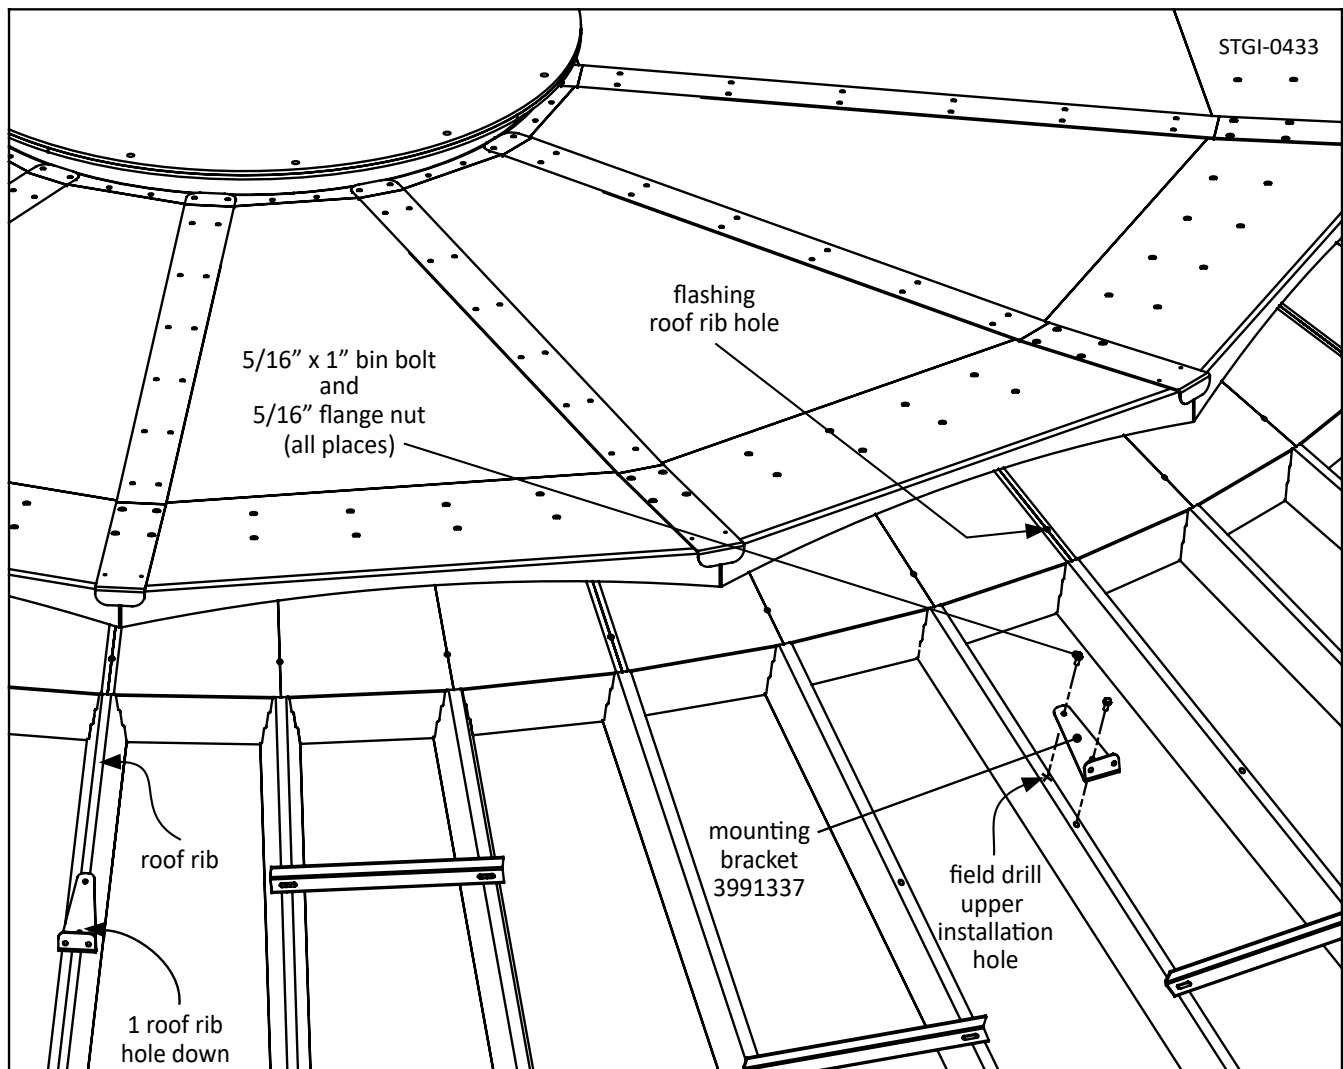 STGI-0433
flashing
roof rib hole
5/16” x 1” bin bolt
and
5/16” flange nut
(all places)
roof rib
mounting
bracket
3991337
field drill
upper
installation
hole
1 roof rib
hole down